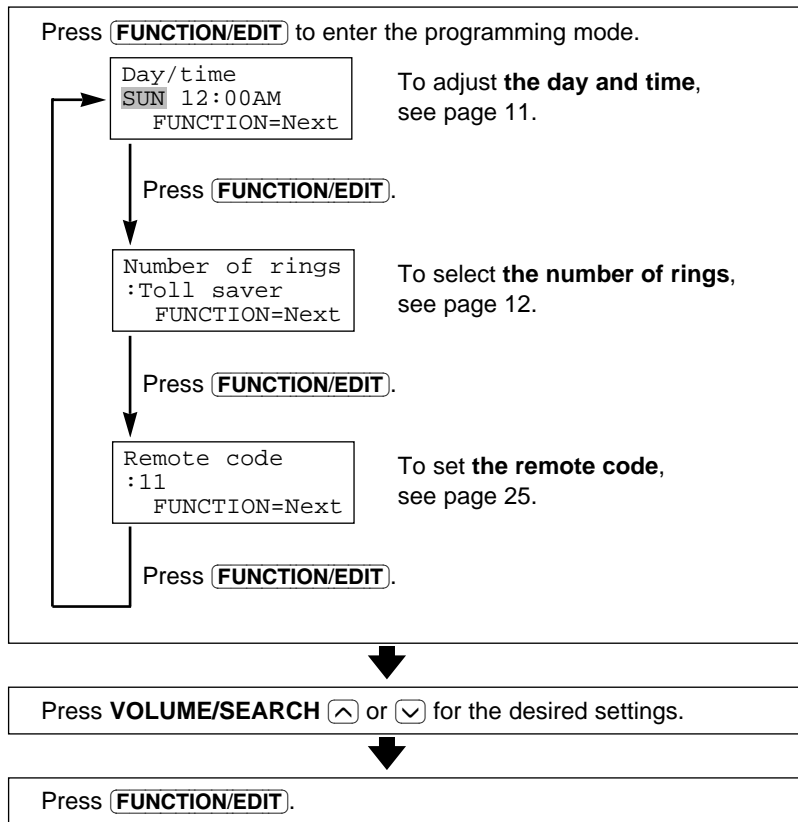 Press FUNCTION/EDIT to enter the programming mode.
Day/time
SUN 12:00AM
FUNCTION=Next
To adjust the day and time,
see page 11.
Press FUNCTION/EDIT.
Number of rings
:Toll saver
FUNCTION=Next
To select the number of rings,
see page 12.
Press FUNCTION/EDIT.
Remote code
:11
FUNCTION=Next
To set the remote code,
see page 25.
Press FUNCTION/EDIT.
Press VOLUME/SEARCH or for the desired settings.
Press FUNCTION/EDIT.